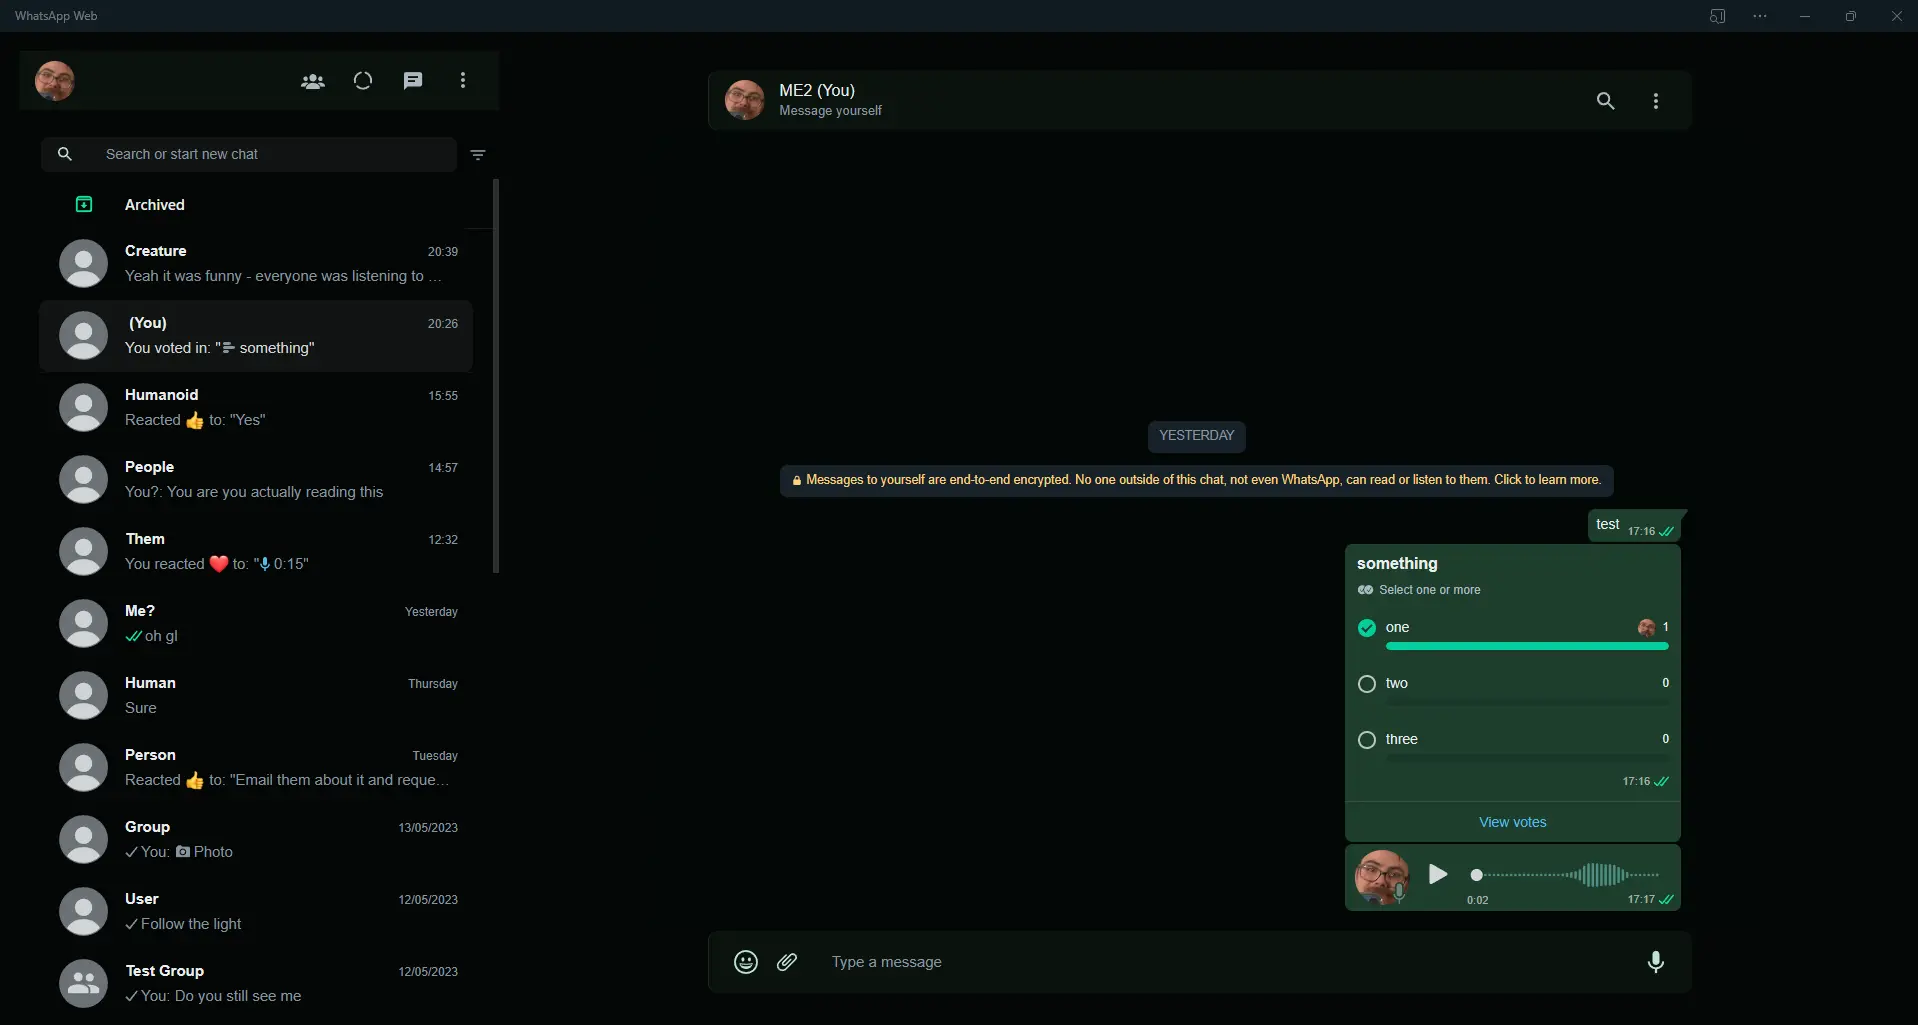 WhatsApp Web
ME2 (You)
Message yourself
Search or start new chat
Archived
Creature 20:39
Yeah it was funny - everyone was listening to ...
(You) 20:26
You voted in: " something"
Humanoid 15:55
Reacted 👍 to: "Yes"
People 14:57
You?: You are you actually reading this
Them 12:32
You reacted ❤️ to: " 0:15"
Me? Yesterday
oh gl
Human Thursday
Sure
Person Tuesday
Reacted 👍 to: "Email them about it and reque...
Group 13/05/2023
You: Photo
User 12/05/2023
Follow the light
Test Group 12/05/2023
You: Do you still see me
YESTERDAY
Messages to yourself are end-to-end encrypted. No one outside of this chat, not even WhatsApp, can read or listen to them. Click to learn more.
test 17:16
something
Select one or more
one 1
two 0
three 0
17:16
View votes
0:02 17:17
Type a message